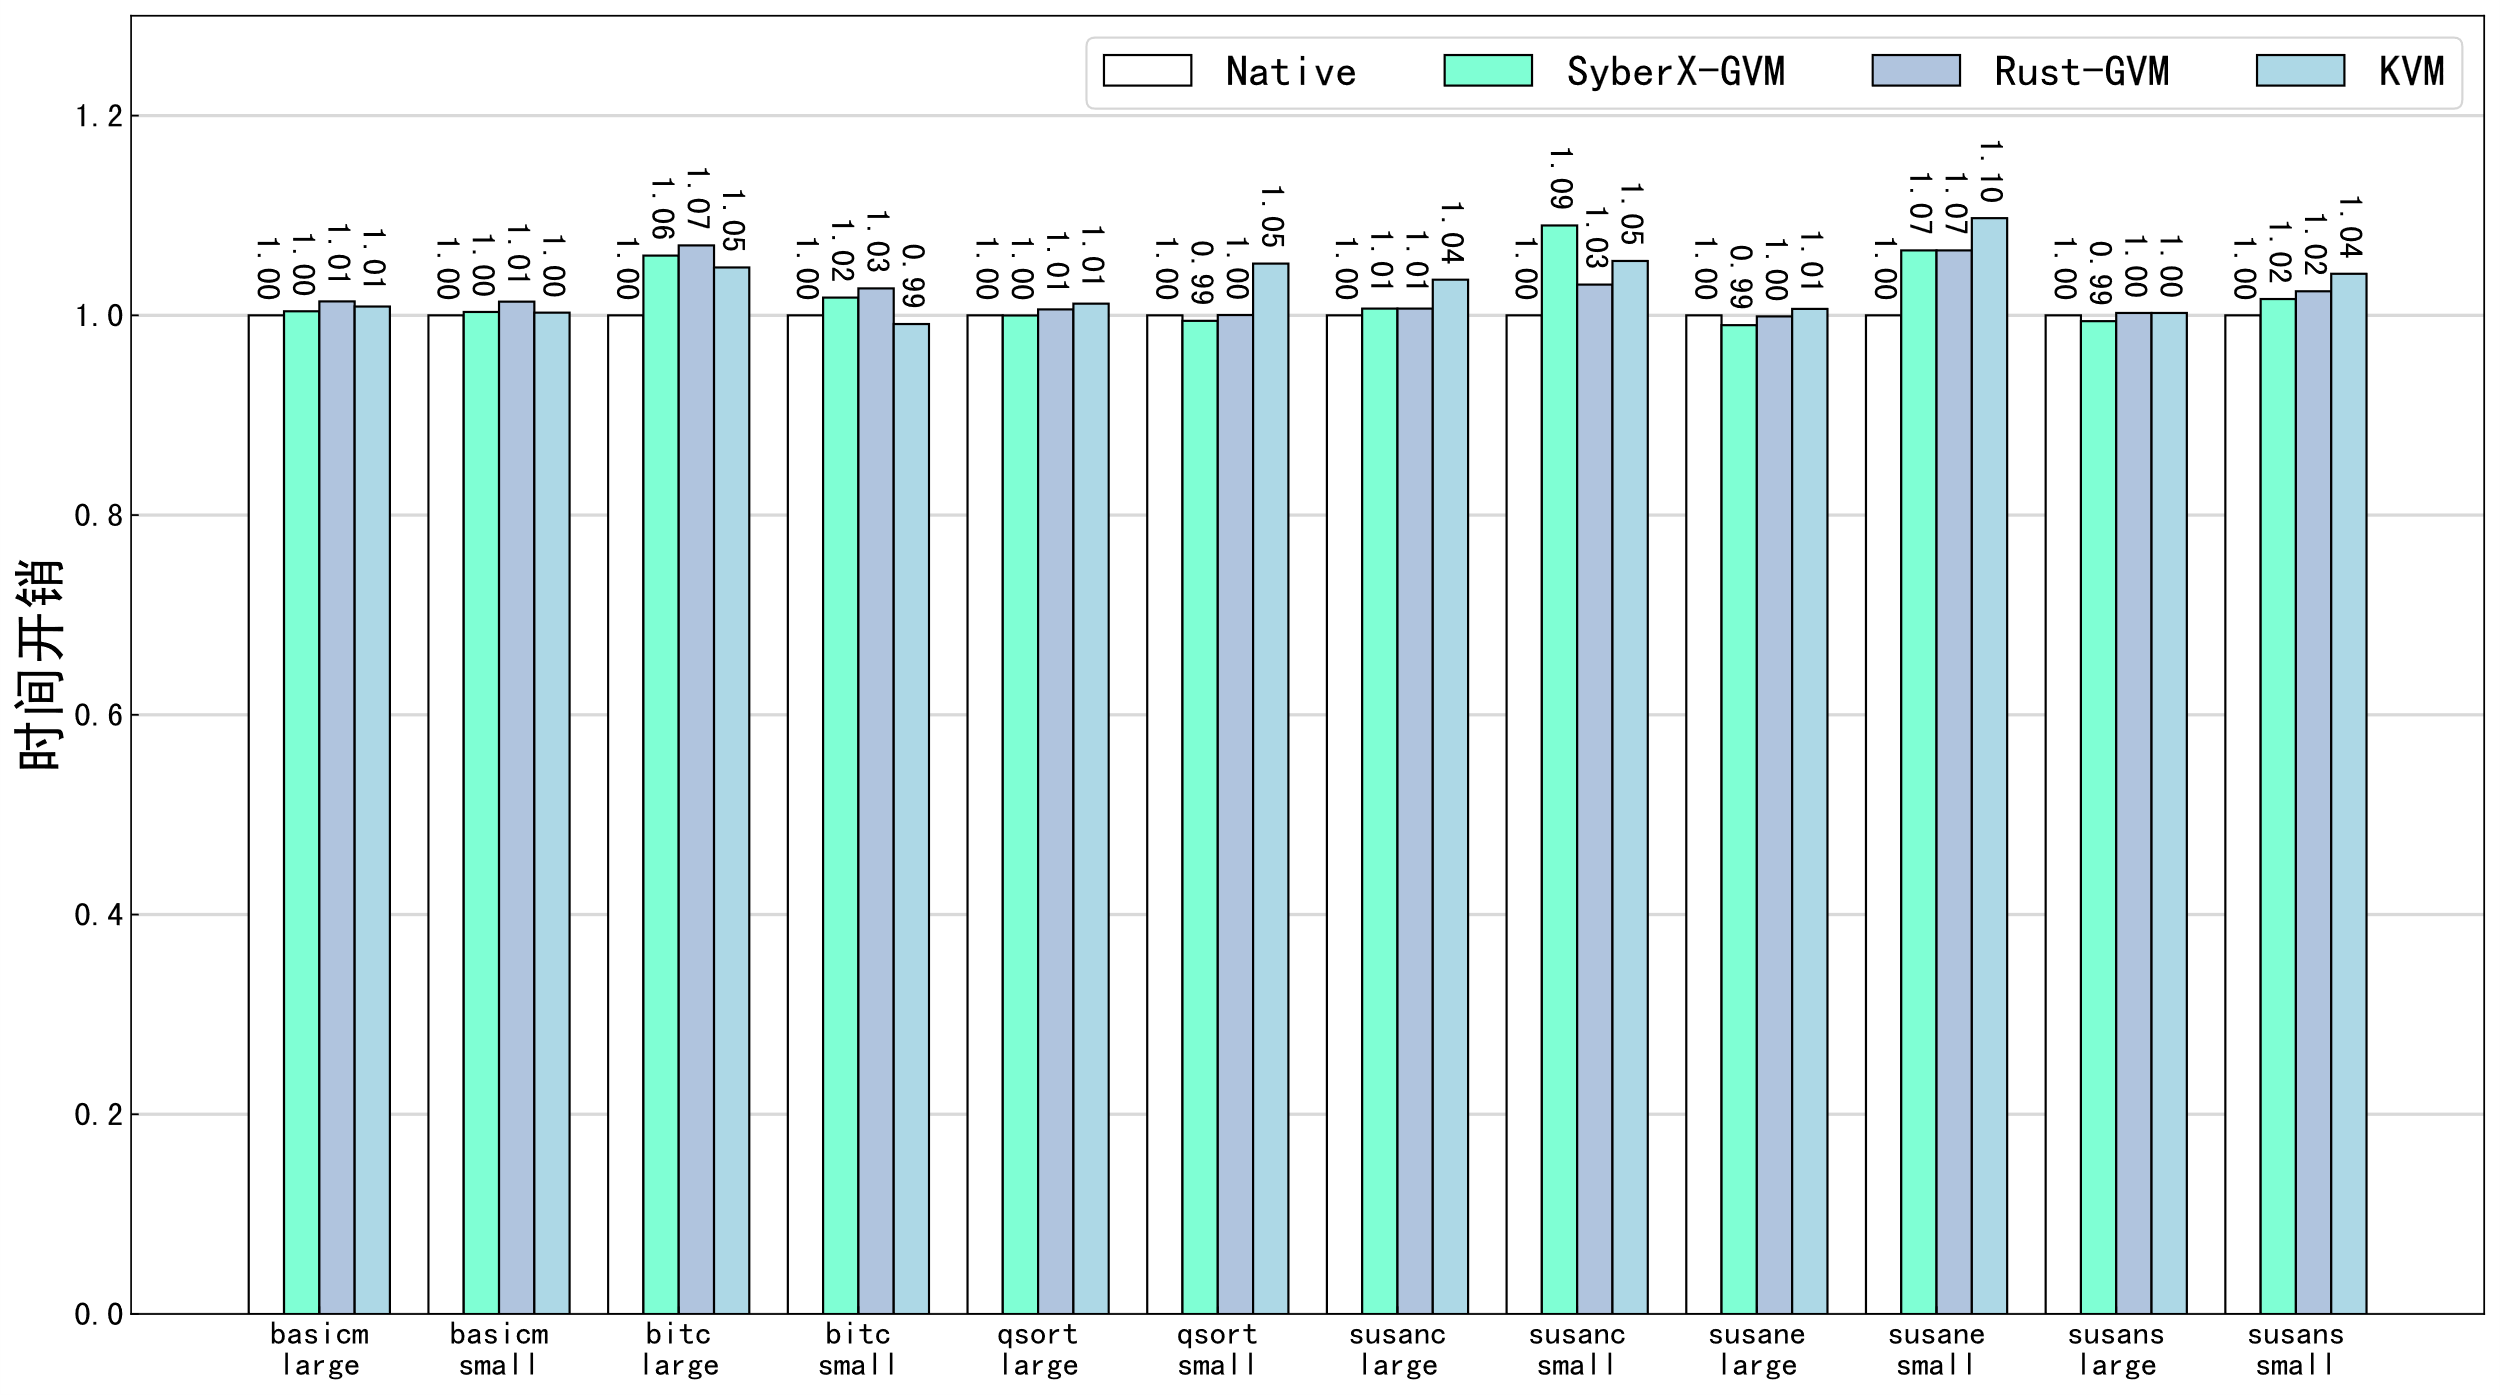 Native SyberX-GVM Rust-GVM KVM
时间开销
1.2
1.0
0.8
0.6
0.4
0.2
0.0
1.00 1.00 1.01 1.01
1.00 1.00 1.01 1.00
1.00 1.06 1.07 1.05
1.00 1.02 1.03 0.99
1.00 1.00 1.01 1.01
1.00 0.99 1.00 1.05
1.00 1.01 1.01 1.04
1.00 1.09 1.03 1.05
1.00 0.99 1.00 1.01
1.00 1.07 1.07 1.10
1.00 0.99 1.00 1.00
1.00 1.02 1.02 1.04
basicm
large
basicm
small
bitc
large
bitc
small
qsort
large
qsort
small
susanc
large
susanc
small
susane
large
susane
small
susans
large
susans
small